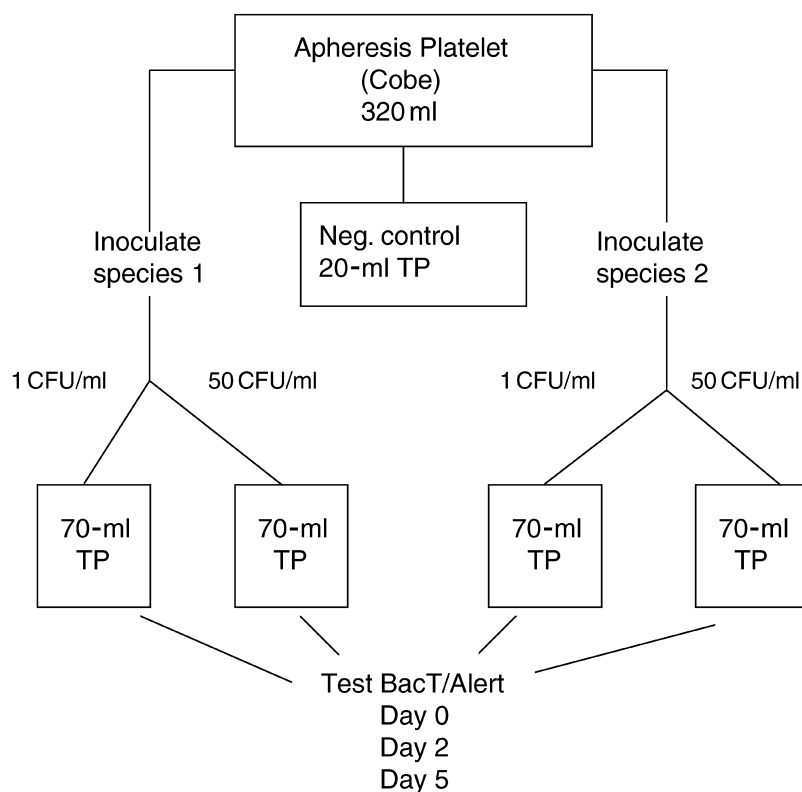 Apheresis Platelet
(Cobe)
320 ml
Neg. control
20-ml TP
Inoculate
species 1
Inoculate
species 2
1 CFU/ml
50 CFU/ml
1 CFU/ml
50 CFU/ml
70-ml
TP
70-ml
TP
70-ml
TP
70-ml
TP
Test BacT/Alert
Day 0
Day 2
Day 5